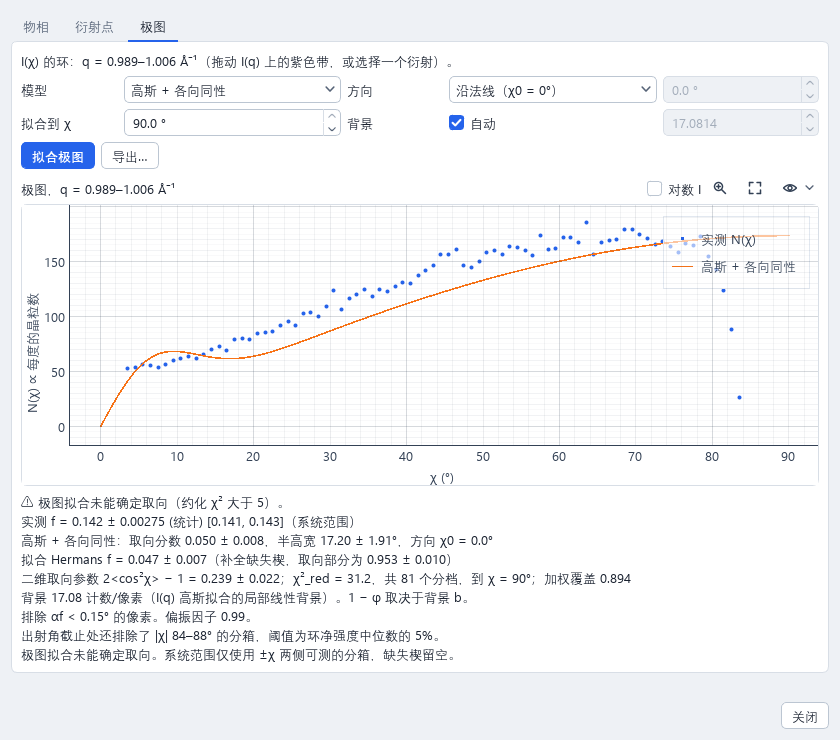 物相 衍射点 极图
I(χ) 的环: q = 0.989–1.006 Å⁻¹（拖动 I(q) 上的紫色带，或选择一个衍射）。
模型 高斯 + 各向同性 方向 沿法线（χ0 = 0°） 0.0 °
拟合到 χ 90.0 ° 背景 自动 17.0814
拟合极图 导出…
极图，q = 0.989–1.006 Å⁻¹ 对数 I
实测 N(χ)
高斯 + 各向同性
N(χ) ∝ 每度的晶粒数
150
100
50
0
0 10 20 30 40 50 60 70 80 90
χ (°)
⚠ 极图拟合未能确定取向（约化 χ² 大于 5）。
实测 f = 0.142 ± 0.00275 (统计) [0.141, 0.143]（系统范围）
高斯 + 各向同性: 取向分数 0.050 ± 0.008，半高宽 17.20 ± 1.91°，方向 χ0 = 0.0°
拟合 Hermans f = 0.047 ± 0.007（补全缺失楔，取向部分为 0.953 ± 0.010）
二维取向参数 2<cos²χ> − 1 = 0.239 ± 0.022；χ²_red = 31.2，共 81 个分档，到 χ = 90°；加权覆盖 0.894
背景 17.08 计数/像素（I(q) 高斯拟合的局部线性背景）。1 − φ 取决于背景 b。
排除 αf < 0.15° 的像素。偏振因子 0.99。
出射角截止处还排除了 |χ| 84–88° 的分箱，阈值为环净强度中位数的 5%。
极图拟合未能确定取向。系统范围仅使用 ±χ 两侧可测的分箱，缺失楔留空。
关闭